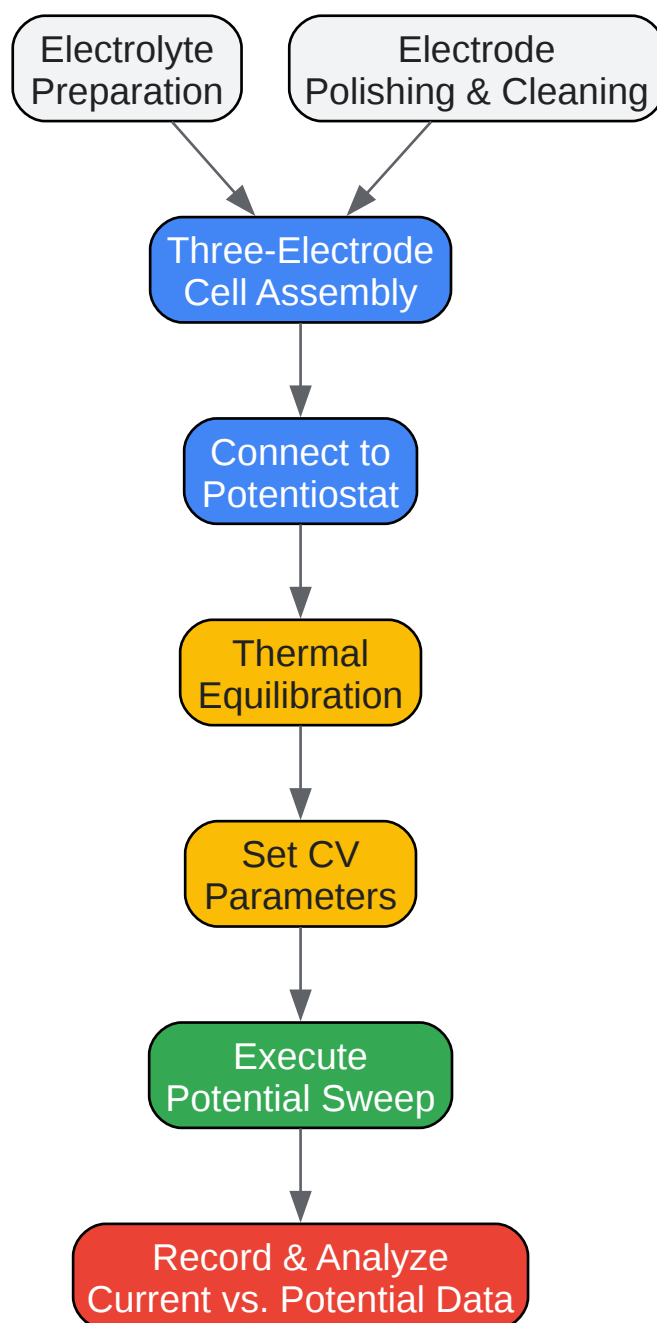 Electrolyte
Preparation
Electrode
Polishing & Cleaning
Three-Electrode
Cell Assembly
Connect to
Potentiostat
Thermal
Equilibration
Set CV
Parameters
Execute
Potential Sweep
Record & Analyze
Current vs. Potential Data